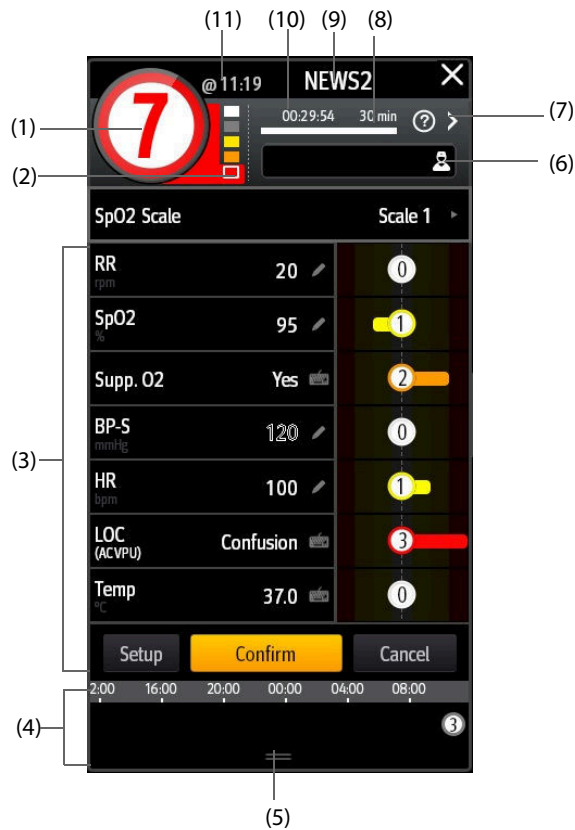 (11) (10) (9) (8)
@ 11:19 NEWS2
(1) 7 00:29:54 30 min ? (7)
(2) (6)
SpO2 Scale Scale 1
RR 20 0
rpm
SpO2 95 1
%
Supp. O2 Yes 2
BP-S 120 0
mmHg
(3)
HR 100 1
bpm
LOC Confusion 3
(ACVPU)
Temp 37.0 0
°C
Setup Confirm Cancel
2:00 16:00 20:00 00:00 04:00 08:00
(4) 3
(5)